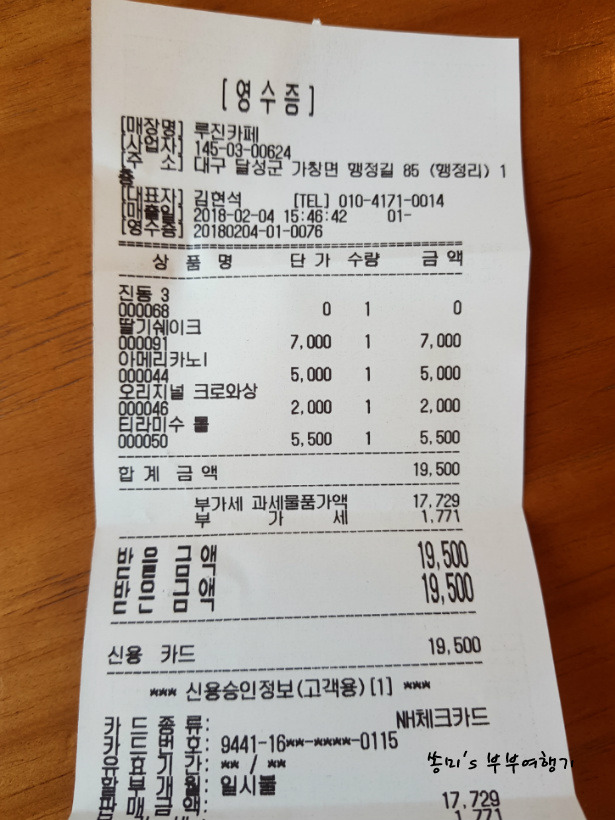 [영수증]
[매장명] 루진카페
[사업자] 145-03-00624
[주 소] 대구 달성군 가창면 행정길 85 (행정리) 1
층
[대표자] 김현석 [TEL] 010-4171-0014
[매출일] 2018-02-04 15:46:42 01-
[영수증] 20180204-01-0076
상 품 명 단 가 수량 금 액
진동 3
000068 0 1 0
딸기쉐이크
000091 7,000 1 7,000
아메리카노I
000044 5,000 1 5,000
오리지널 크로와상
000046 2,000 1 2,000
티라미수 롤
000050 5,500 1 5,500
합 계 금 액 19,500
부가세 과세물품가액 17,729
부 가 세 1,771
받 을 금 액 19,500
받 은 금 액 19,500
신용 카드 19,500
*** 신용승인정보(고객용)[1] ***
카 드 종 류: NH체크카드
카 드 번 호: 9441-16**-****-0115
유 효 기 간: ** / **
할 부 개 월: 일시불
판 매 금 액: 17,729
1,771
쏭미's 부부여행기